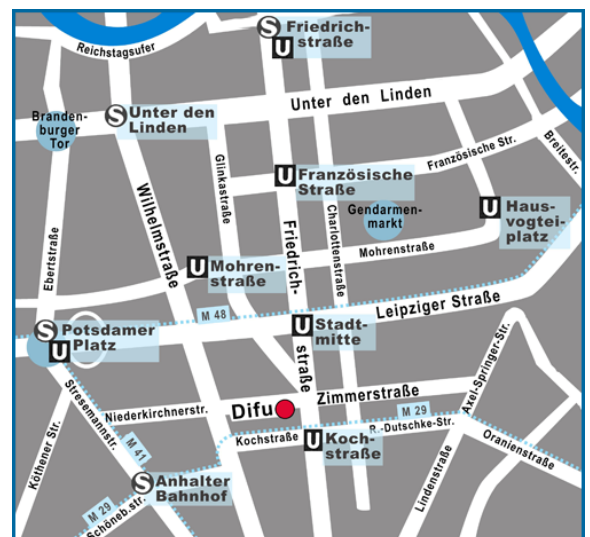 S Friedrich-
U straße
Reichstagsufer
Unter den Linden
Branden-
burger
Tor
S Unter den
Linden
Glinkastraße
Französische Str.
Breitestr.
U Französische
Straße
Wilhelmstraße
Ebertstraße
Friedrich-
straße
Charlottenstraße
Gendarmen-
markt
U Haus-
vogtei-
platz
Mohrenstraße
U Mohren-
straße
M 48
Leipziger Straße
S Potsdamer
U Platz
U Stadt-
mitte
Axel-Springer-Str.
Stresemannstr.
Niederkirchnerstr.
Difu
Zimmerstraße
M 29
R.-Dutschke-Str.
Kochstraße
U Koch-
straße
Oranienstraße
Lindenstraße
Köthener Str.
M 41
S Anhalter
Bahnhof
M 29
Schöneb.str.